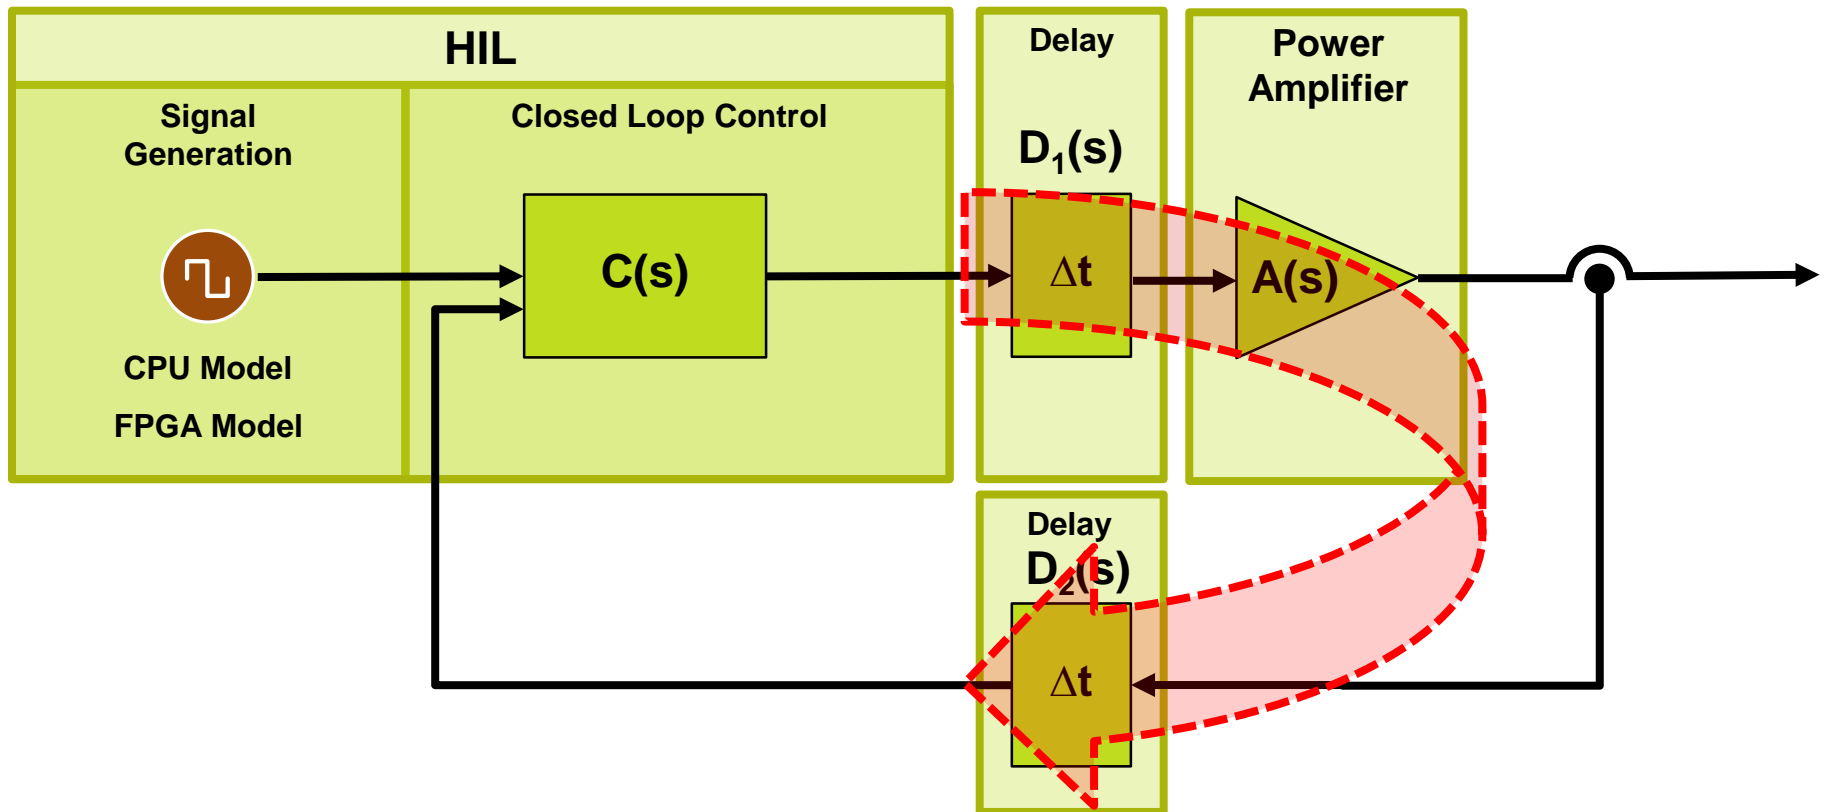 HIL
Signal
Generation
CPU Model
FPGA Model
Closed Loop Control
C(s)
Delay
D₁(s)
Δt
Power
Amplifier
A(s)
Delay
D₂(s)
Δt